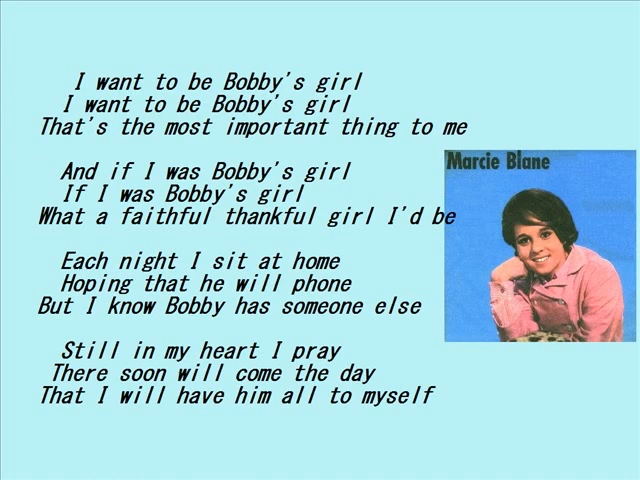 I want to be Bobby's girl
I want to be Bobby's girl
That's the most important thing to me
And if I was Bobby's girl
If I was Bobby's girl
What a faithful thankful girl I'd be
Each night I sit at home
Hoping that he will phone
But I know Bobby has someone else
Still in my heart I pray
There soon will come the day
That I will have him all to myself
Marcie Blane